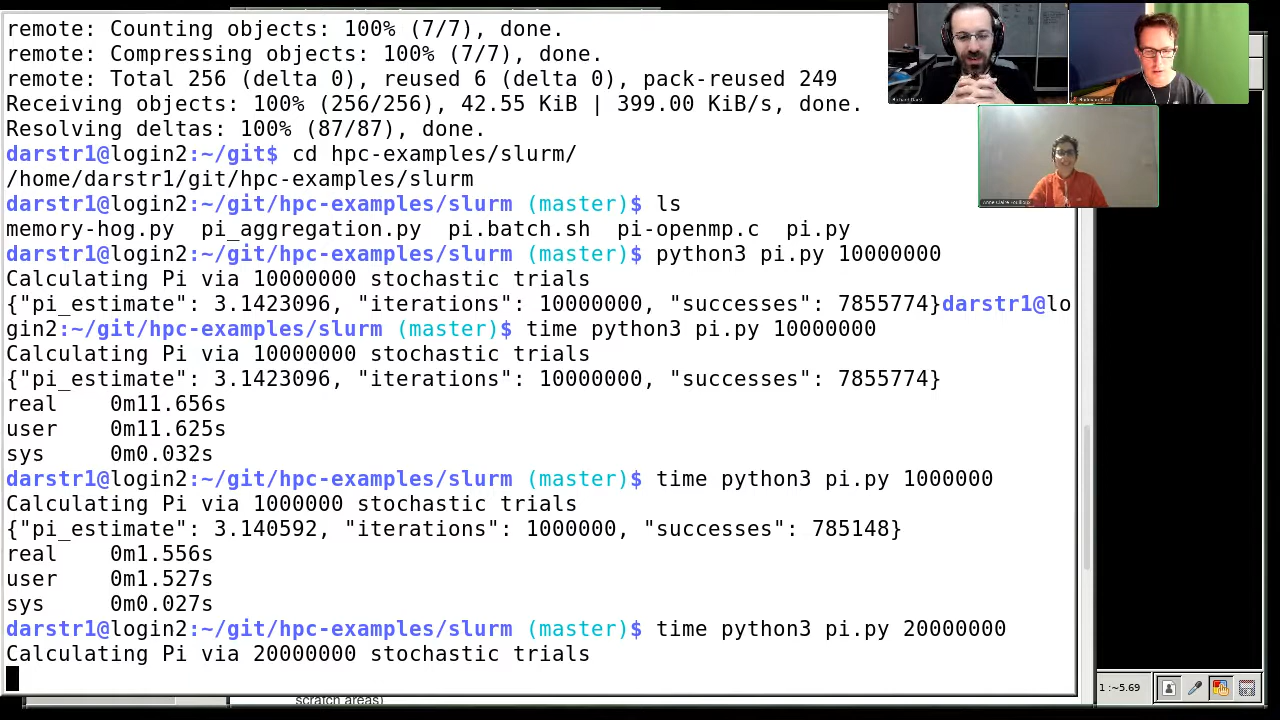 remote: Counting objects: 100% (7/7), done.
remote: Compressing objects: 100% (7/7), done.
remote: Total 256 (delta 0), reused 6 (delta 0), pack-reused 249
Receiving objects: 100% (256/256), 42.55 KiB | 399.00 KiB/s, done.
Resolving deltas: 100% (87/87), done.
darstr1@login2:~/git$ cd hpc-examples/slurm/
/home/darstr1/git/hpc-examples/slurm
darstr1@login2:~/git/hpc-examples/slurm (master)$ ls
memory-hog.py  pi_aggregation.py  pi.batch.sh  pi-openmp.c  pi.py
darstr1@login2:~/git/hpc-examples/slurm (master)$ python3 pi.py 10000000
Calculating Pi via 10000000 stochastic trials
{"pi_estimate": 3.1423096, "iterations": 10000000, "successes": 7855774}darstr1@lo
gin2:~/git/hpc-examples/slurm (master)$ time python3 pi.py 10000000
Calculating Pi via 10000000 stochastic trials
{"pi_estimate": 3.1423096, "iterations": 10000000, "successes": 7855774}
real    0m11.656s
user    0m11.625s
sys     0m0.032s
darstr1@login2:~/git/hpc-examples/slurm (master)$ time python3 pi.py 1000000
Calculating Pi via 1000000 stochastic trials
{"pi_estimate": 3.140592, "iterations": 1000000, "successes": 785148}
real    0m1.556s
user    0m1.527s
sys     0m0.027s
darstr1@login2:~/git/hpc-examples/slurm (master)$ time python3 pi.py 20000000
Calculating Pi via 20000000 stochastic trials
scratch areas)
1 :~5.69